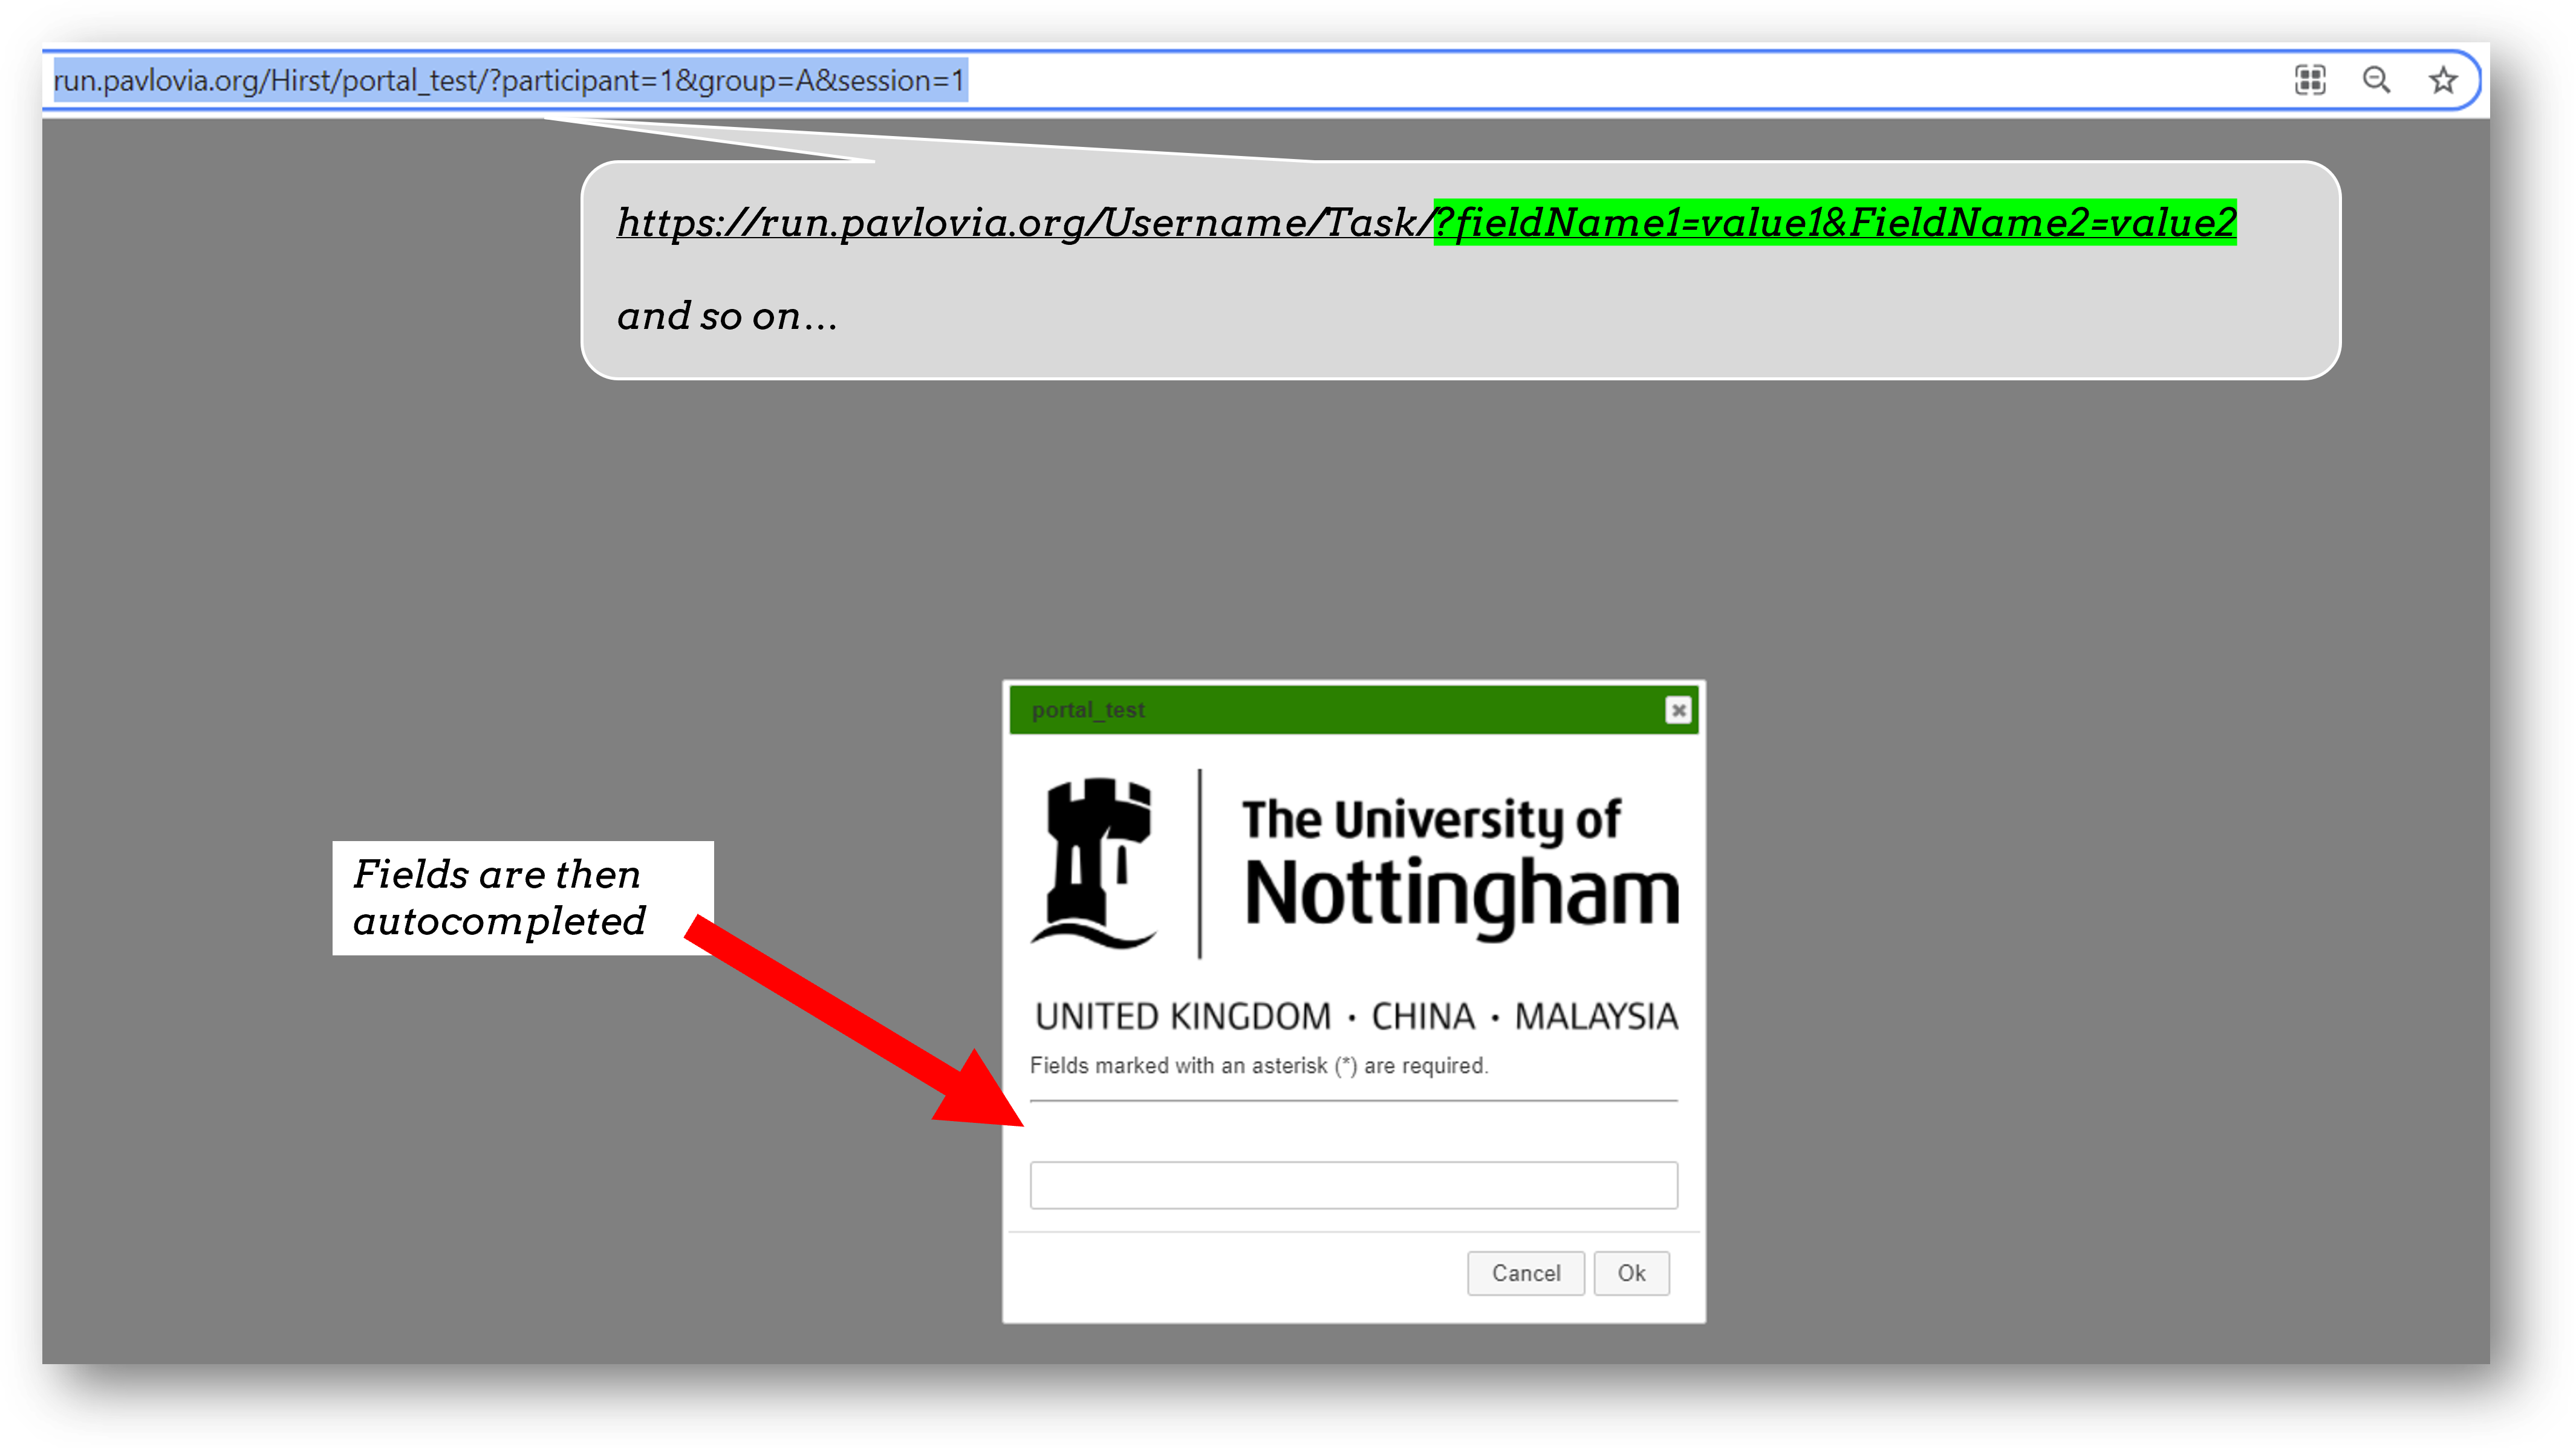 run.pavlovia.org/Hirst/portal_test/?participant=1&group=A&session=1
https://run.pavlovia.org/Username/Task/?fieldName1=value1&FieldName2=value2
and so on...
portal_test
The University of
Nottingham
UNITED KINGDOM · CHINA · MALAYSIA
Fields are then
autocompleted
Fields marked with an asterisk (*) are required.
Cancel Ok